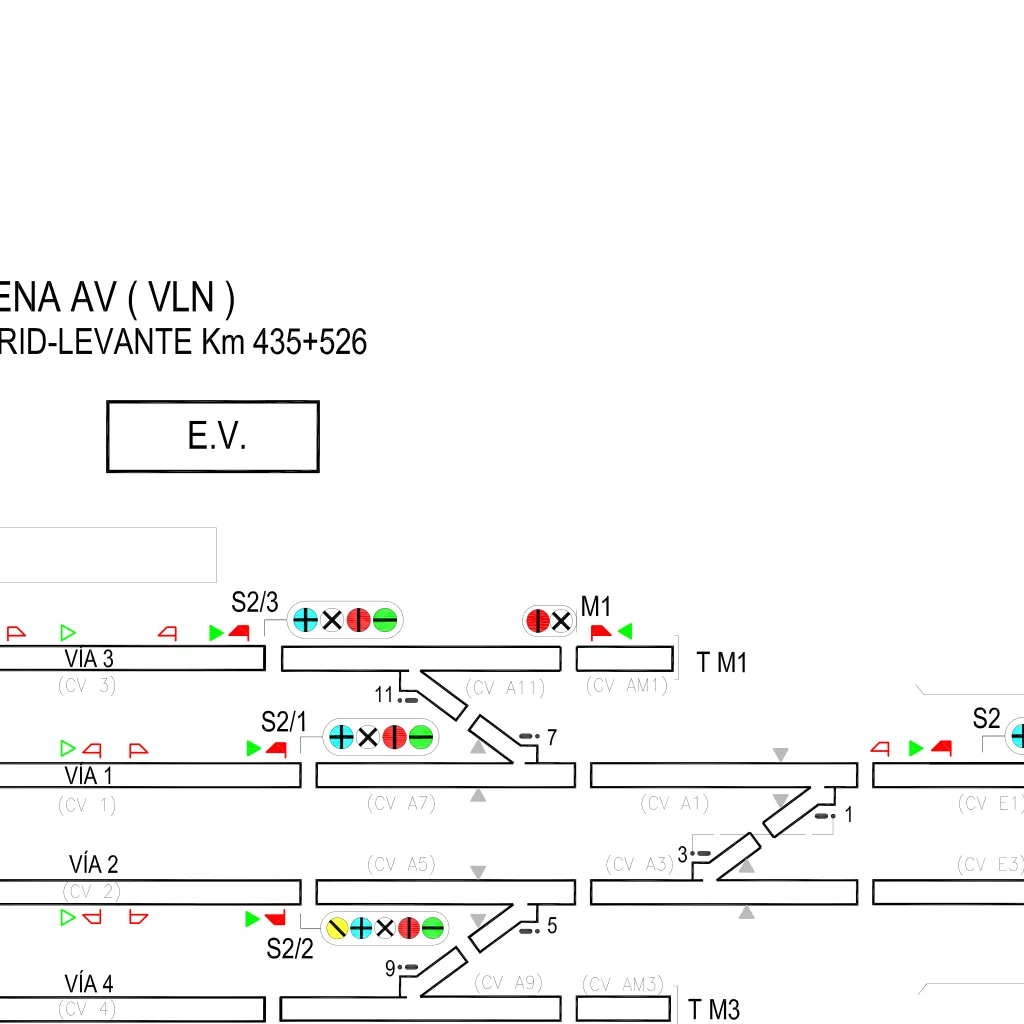 ENA AV ( VLN )
RID-LEVANTE Km 435+526
E.V.
S2/3
M1
VÍA 3
T M1
(CV 3)
(CV A11)
(CV AM1)
11
S2/1
7
S2
VÍA 1
(CV 1)
(CV A7)
(CV A1)
(CV E1)
1
3
VÍA 2
(CV 2)
(CV A5)
(CV A3)
(CV E3)
5
S2/2
9
VÍA 4
(CV A9)
(CV AM3)
(CV 4)
T M3